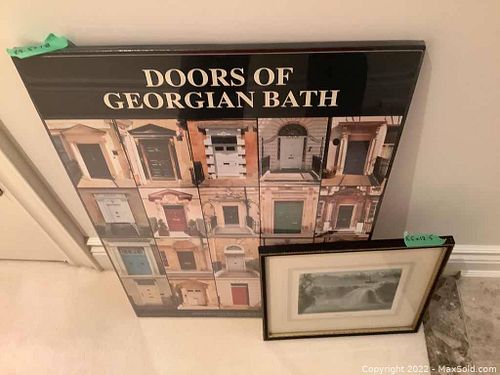 DOORS OF
GEORGIAN BATH
Copyright © 2022 - MaxSold.com